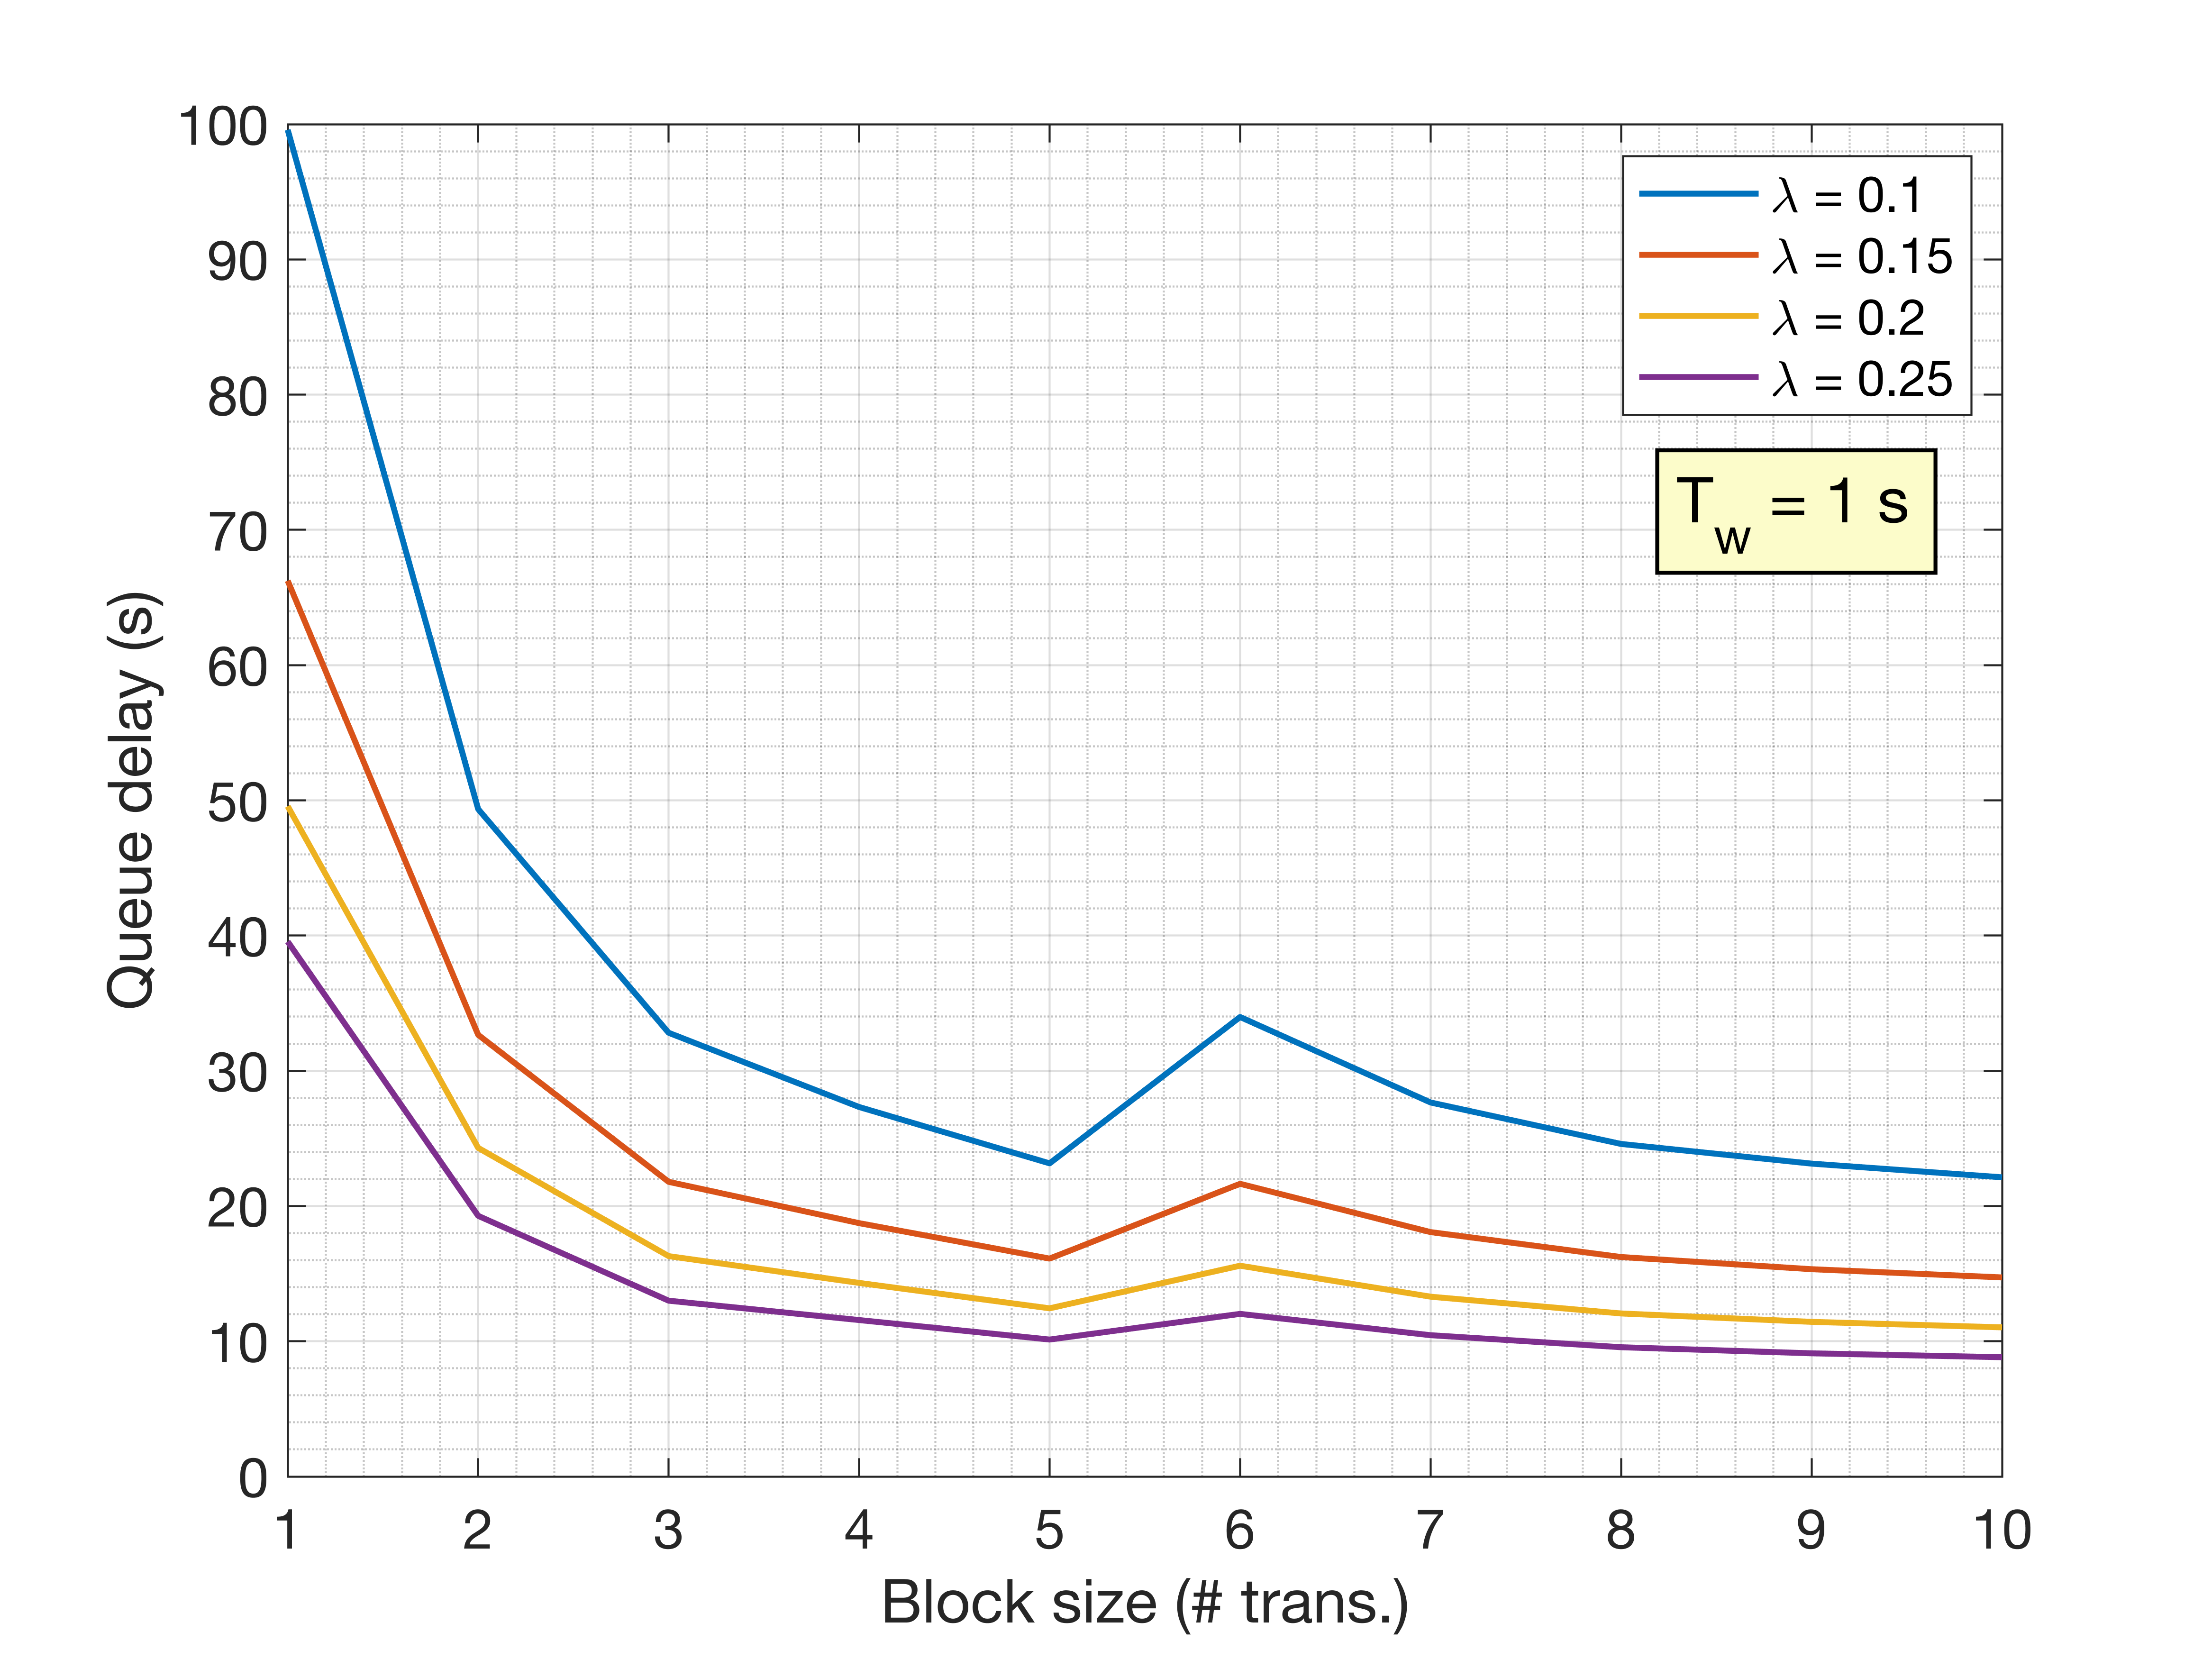 100
90
80
70
60
50
40
30
20
10
0
Queue delay (s)
λ = 0.1
λ = 0.15
λ = 0.2
λ = 0.25
T_w = 1 s
1 2 3 4 5 6 7 8 9 10
Block size (# trans.)